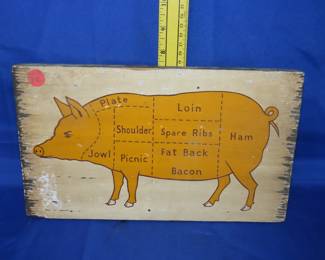 Plate
Loin
Shoulder
Spare Ribs
Ham
Jowl
Picnic
Fat Back
Bacon